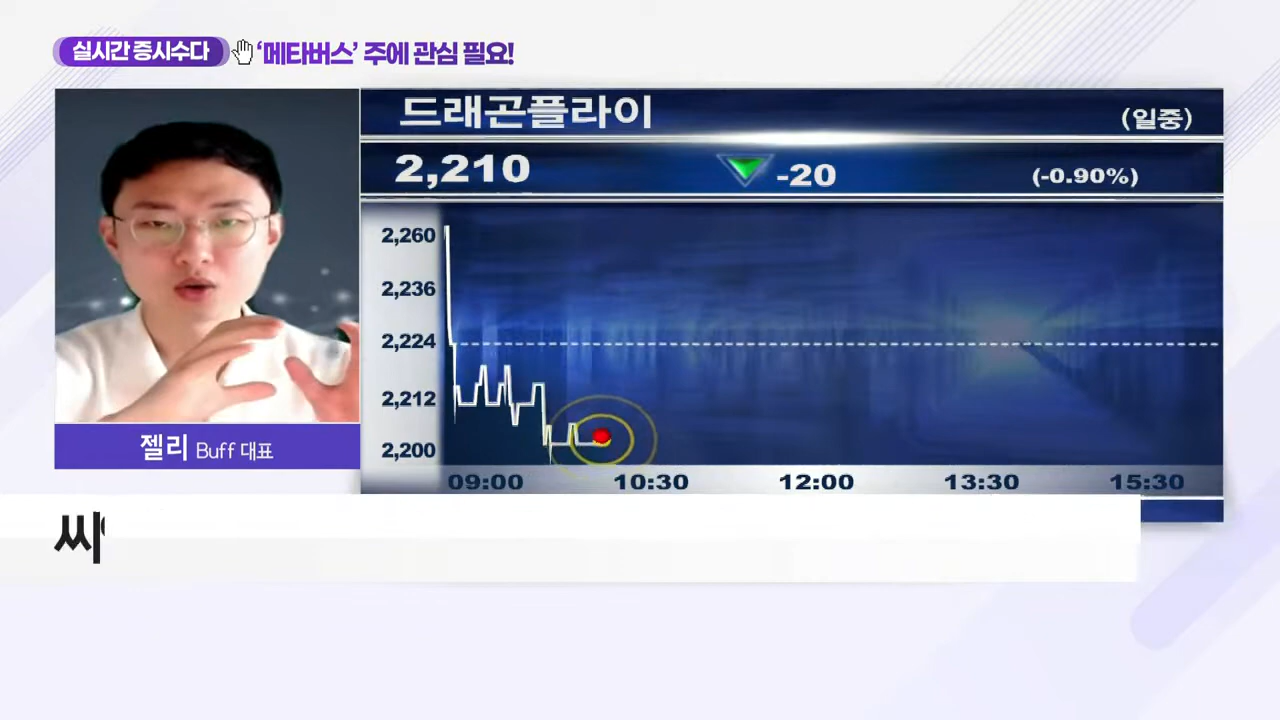 실시간 증시수다 ‘메타버스’ 주에 관심 필요!
드래곤플라이 (일중)
2,210 -20 (-0.90%)
2,260
2,236
2,224
2,212
2,200
09:00 10:30 12:00 13:30 15:30
젤리 Buff 대표